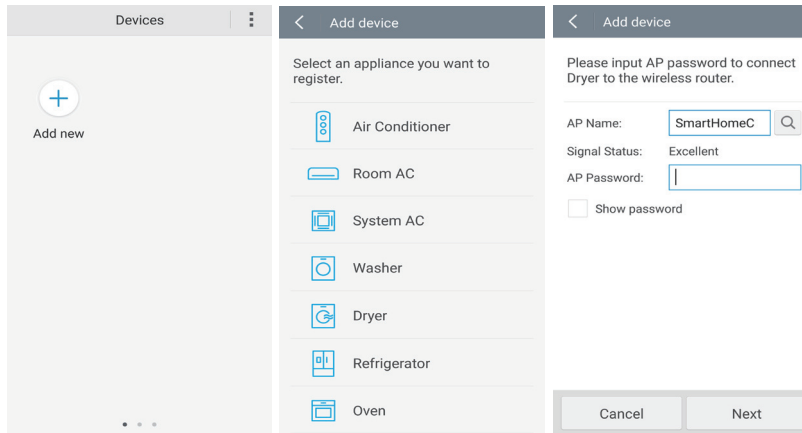 Devices
Add new
Add device
Select an appliance you want to
register.
Air Conditioner
Room AC
System AC
Washer
Dryer
Refrigerator
Oven
Add device
Please input AP password to connect
Dryer to the wireless router.
AP Name: SmartHomeC
Signal Status: Excellent
AP Password:
Show password
Cancel Next